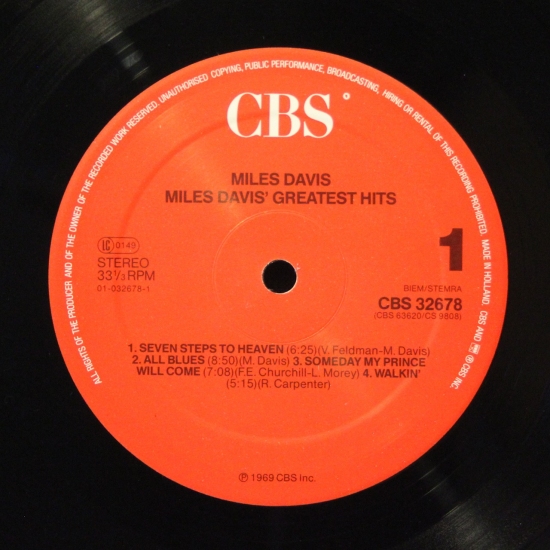 ALL RIGHTS OF THE PRODUCER AND OF THE OWNER OF THE RECORDED WORK RESERVED. UNAUTHORISED COPYING, PUBLIC PERFORMANCE, BROADCASTING, HIRING OR RENTAL OF THIS RECORDING PROHIBITED. MADE IN HOLLAND. CBS AND ℗ CBS INC.
CBS
MILES DAVIS
MILES DAVIS' GREATEST HITS
LC 0149
STEREO
33⅓ RPM
01-032678-1
1
BIEM/STEMRA
CBS 32678
(CBS 63620/CS 9808)
1. SEVEN STEPS TO HEAVEN (6:25)(V. Feldman-M. Davis)
2. ALL BLUES (8:50)(M. Davis) 3. SOMEDAY MY PRINCE
WILL COME (7:08)(F.E. Churchill-L. Morey) 4. WALKIN'
(5:15)(R. Carpenter)
℗ 1969 CBS Inc.